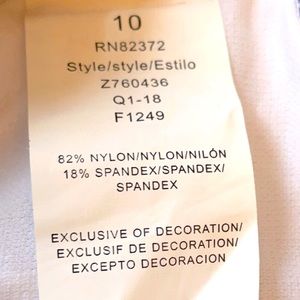 10
RN82372
Style/style/Estilo
Z760436
Q1-18
F1249
82% NYLON/NYLON/NILÓN
18% SPANDEX/SPANDEX/
SPANDEX
EXCLUSIVE OF DECORATION/
EXCLUSIF DE DECORATION/
EXCEPTO DECORACION